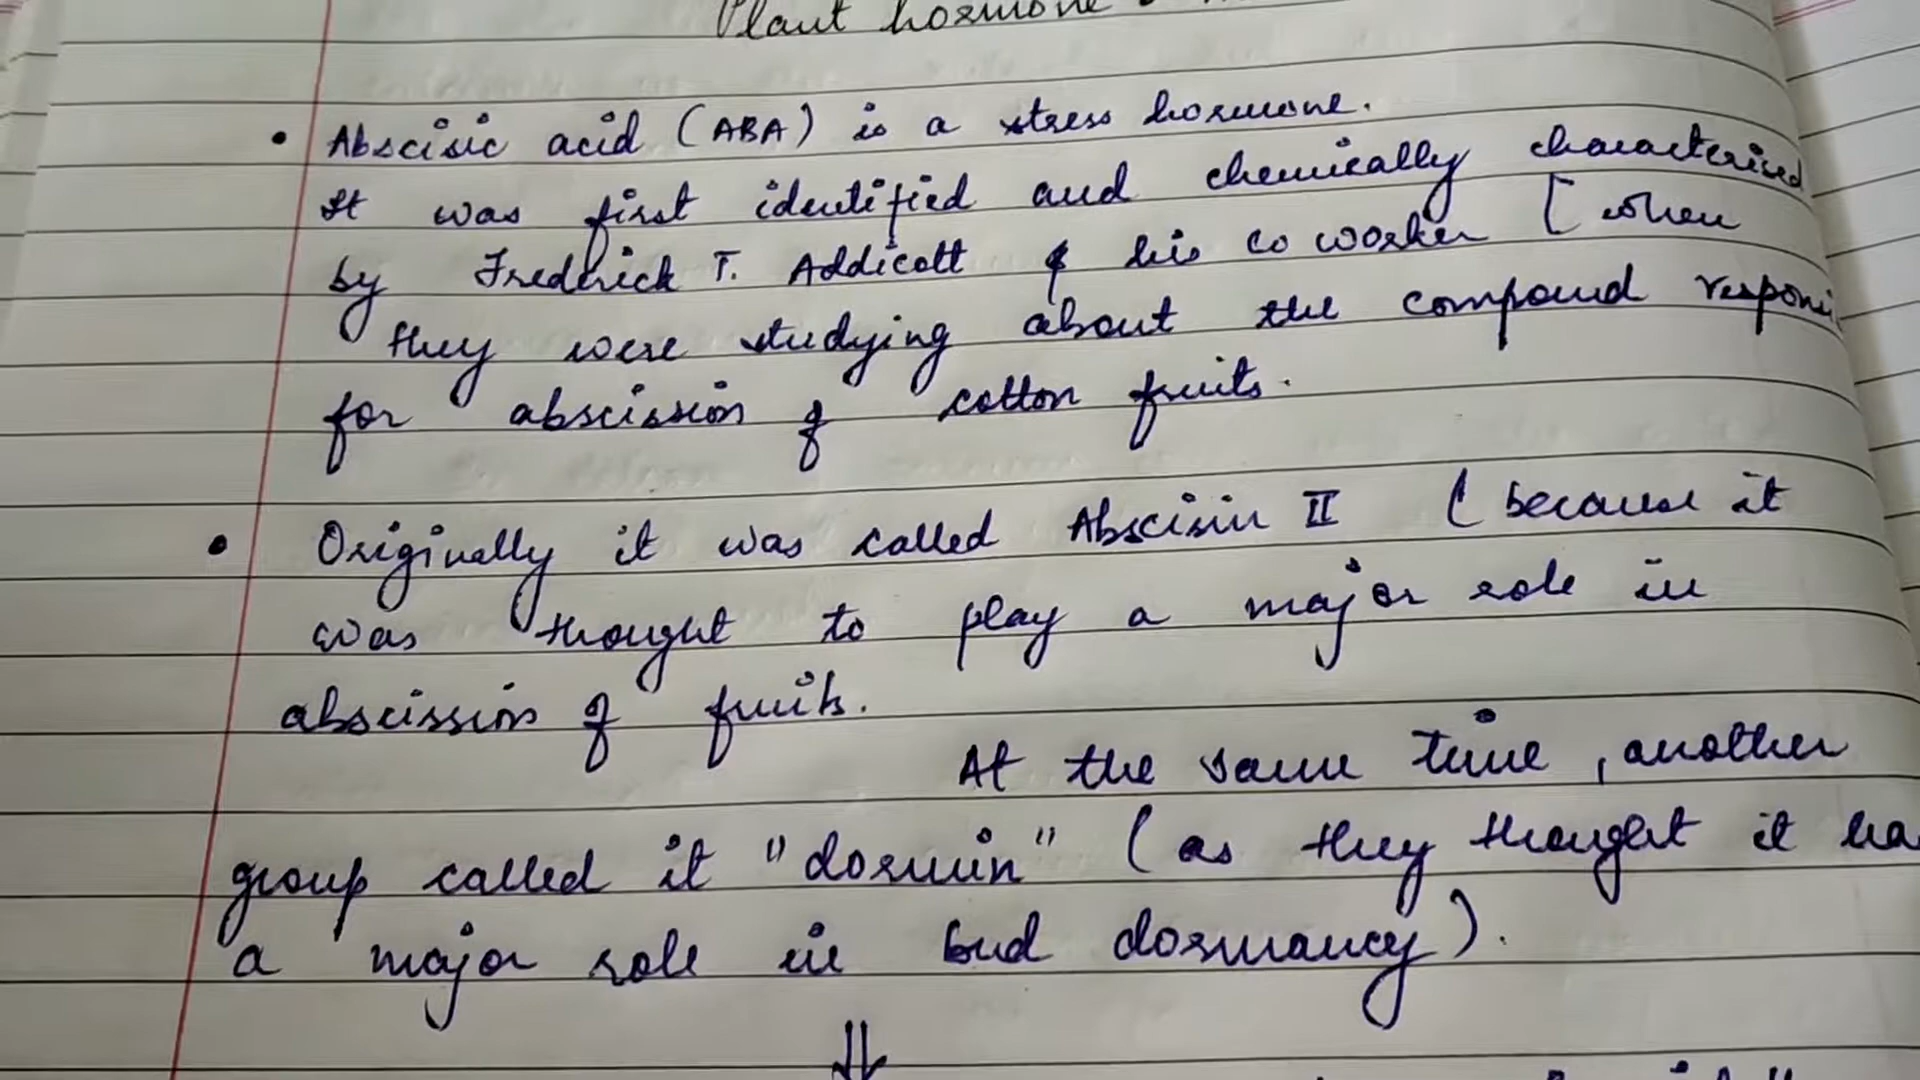 Plant hormone
• Abscisic acid (ABA) is a stress hormone.
It was first identified and chemically characterised
by Fredrick T. Addicott & his co worker [when
they were studying about the compound responsi
for abscission of cotton fruits.
• Originally it was called Abscisin II (because it
was thought to play a major role in
abscission of fruits.
At the same time, another
group called it "dormin" (as they thought it ha
a major role in bud dormancy).
⇓